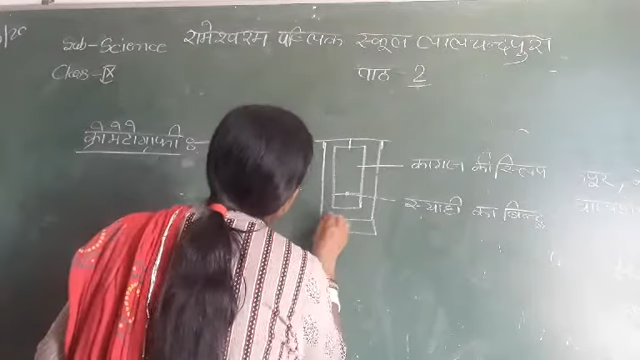 Sub-Science रामेश्वरम पब्लिक स्कूल लालचन्दपुरा
Class-IX पाठ - 2
क्रोमेटोग्राफी
कागज की स्लिप
स्याही का बिन्दु